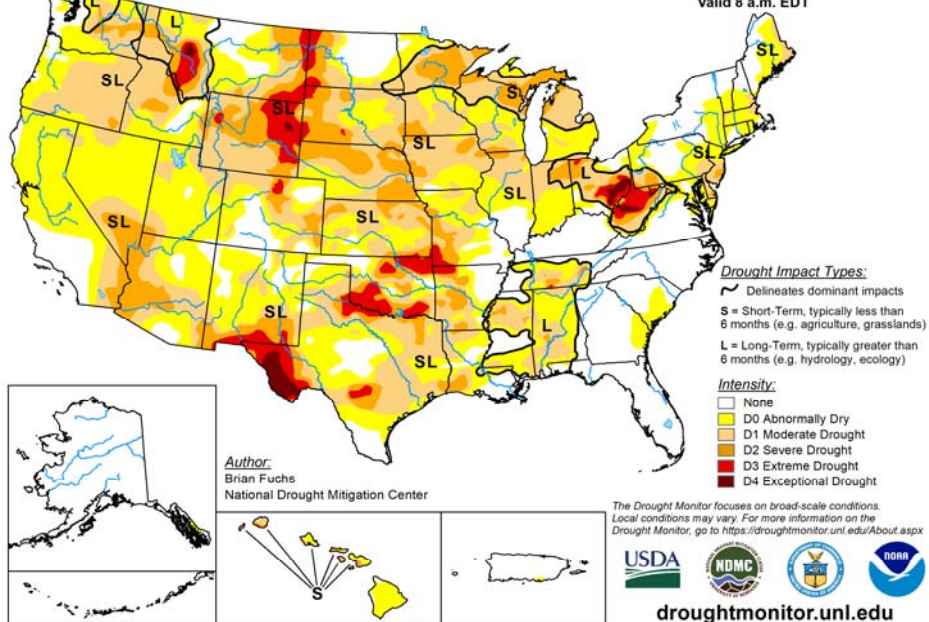 Valid 8 a.m. EDT
L
L
SL
SL
S
SL
SL
SL
L
SL
SL
SL
SL
L
SL
Drought Impact Types:
Delineates dominant impacts
S = Short-Term, typically less than
6 months (e.g. agriculture, grasslands)
L = Long-Term, typically greater than
6 months (e.g. hydrology, ecology)
Intensity:
None
D0 Abnormally Dry
D1 Moderate Drought
D2 Severe Drought
D3 Extreme Drought
D4 Exceptional Drought
Author:
Brian Fuchs
National Drought Mitigation Center
S
The Drought Monitor focuses on broad-scale conditions.
Local conditions may vary. For more information on the
Drought Monitor, go to https://droughtmonitor.unl.edu/About.aspx
USDA
NDMC
NOAA
droughtmonitor.unl.edu